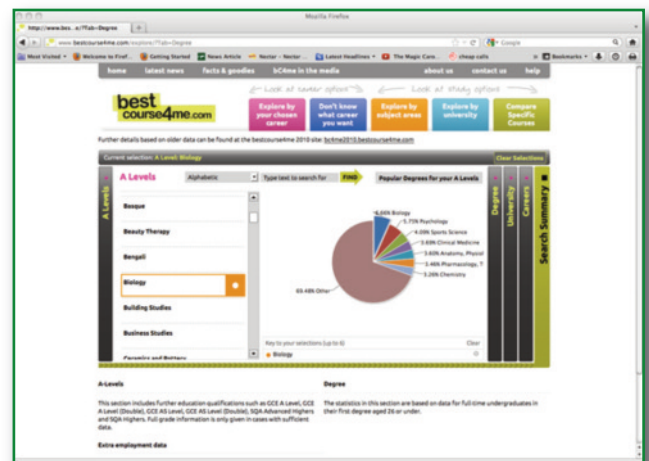 Mozilla Firefox
http://www.bes...e/?Tab=Degree
www.bestcourse4me.com/explore/?Tab=Degree
Google
Most Visited
Welcome to Firef...
Getting Started
News Article
Nectar - Nectar ...
Latest Headlines
The Magic Caro...
cheap calls
Bookmarks
home
latest news
facts & goodies
bC4me in the media
about us
contact us
help
Look at career options
Look at study options
best
course4me.com
Explore by
your chosen
career
Don't know
what career
you want
Explore by
subject areas
Explore by
university
Compare
Specific
Courses
Further details based on older data can be found at the bestcourse4me 2010 site: bc4me2010.bestcourse4me.com
Current selection: A Level: Biology
Clear Selections
A Levels
A Levels
Alphabetic
Type text to search for
FIND
Popular Degrees for your A Levels
Basque
Beauty Therapy
Bengali
Biology
Building Studies
Business Studies
Ceramics and Pottery
Biology
5.73% Psychology
4.09% Sports Science
Clinical Medicine
Anatomy, Physiol
Pharmacology, T
3.20% Chemistry
69.48% Other
Key to your selections (up to 6)
Clear
Biology
Degree
University
Careers
Search Summary
A-Levels
This section includes further education qualifications such as GCE A Level, GCE
A Level (Double), GCE AS Level, GCE AS Level (Double), SQA Advanced Highers
and SQA Highers. Full grade information is only given in cases with sufficient
data.
Degree
The statistics in this section are based on data for full-time undergraduates in
their first degree aged 26 or under.
Extra employment data